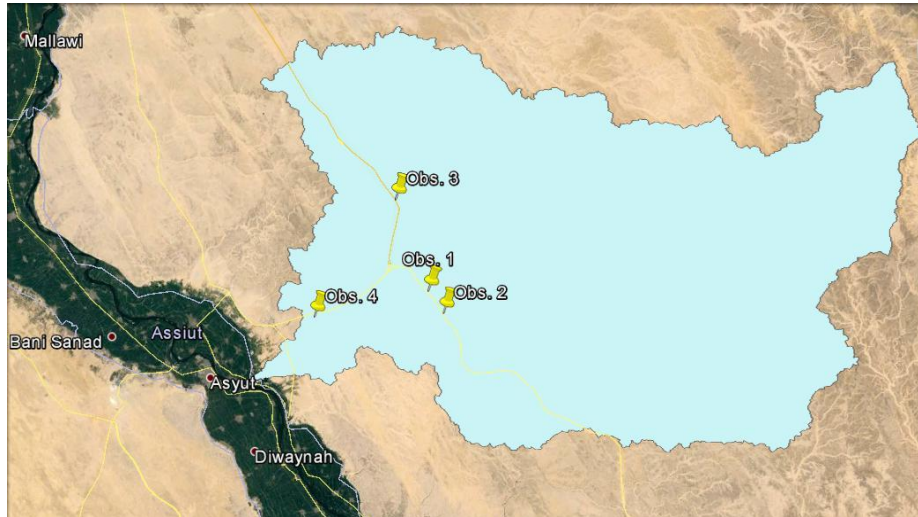 Mallawi
Obs. 3
Obs. 1
Obs. 2
Obs. 4
Assiut
Bani Sanad
Asyut
Diwaynah